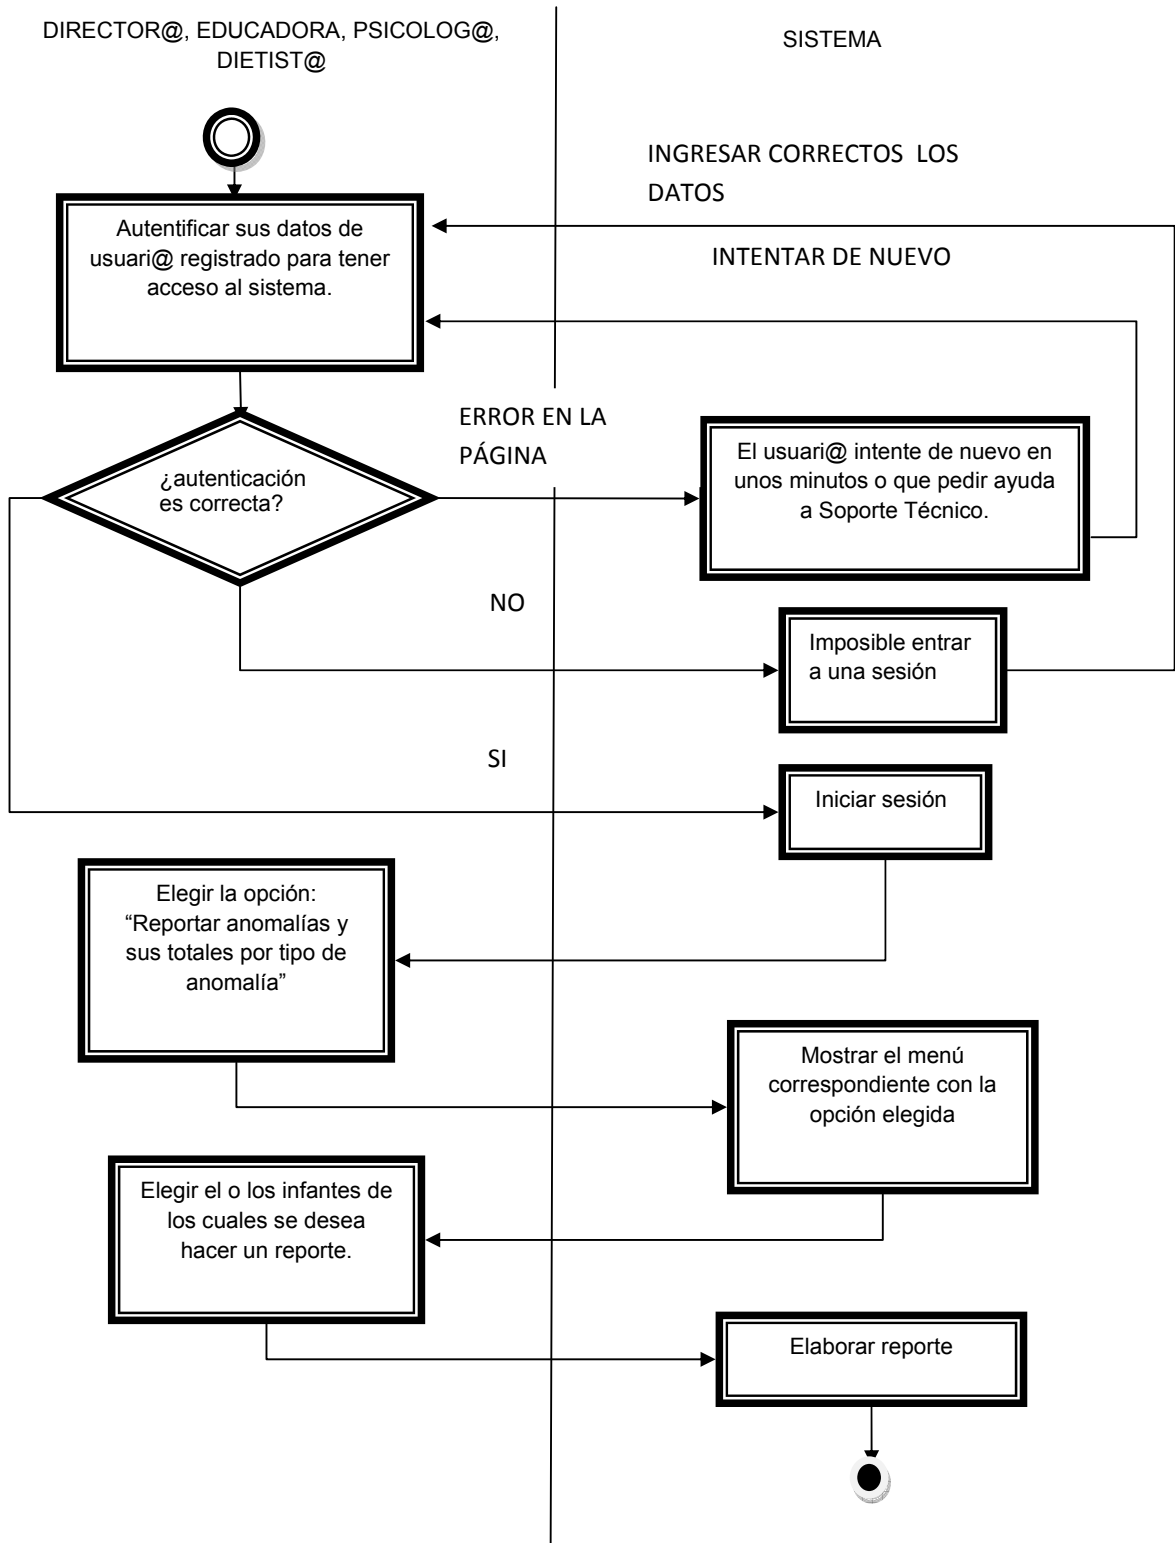 DIRECTOR@, EDUCADORA, PSICOLOG@,
DIETIST@
SISTEMA
INGRESAR CORRECTOS LOS
DATOS
Autentificar sus datos de
usuari@ registrado para tener
acceso al sistema.
INTENTAR DE NUEVO
ERROR EN LA
PÁGINA
¿autenticación
es correcta?
El usuari@ intente de nuevo en
unos minutos o que pedir ayuda
a Soporte Técnico.
NO
Imposible entrar
a una sesión
SI
Iniciar sesión
Elegir la opción:
“Reportar anomalías y
sus totales por tipo de
anomalía”
Mostrar el menú
correspondiente con la
opción elegida
Elegir el o los infantes de
los cuales se desea
hacer un reporte.
Elaborar reporte